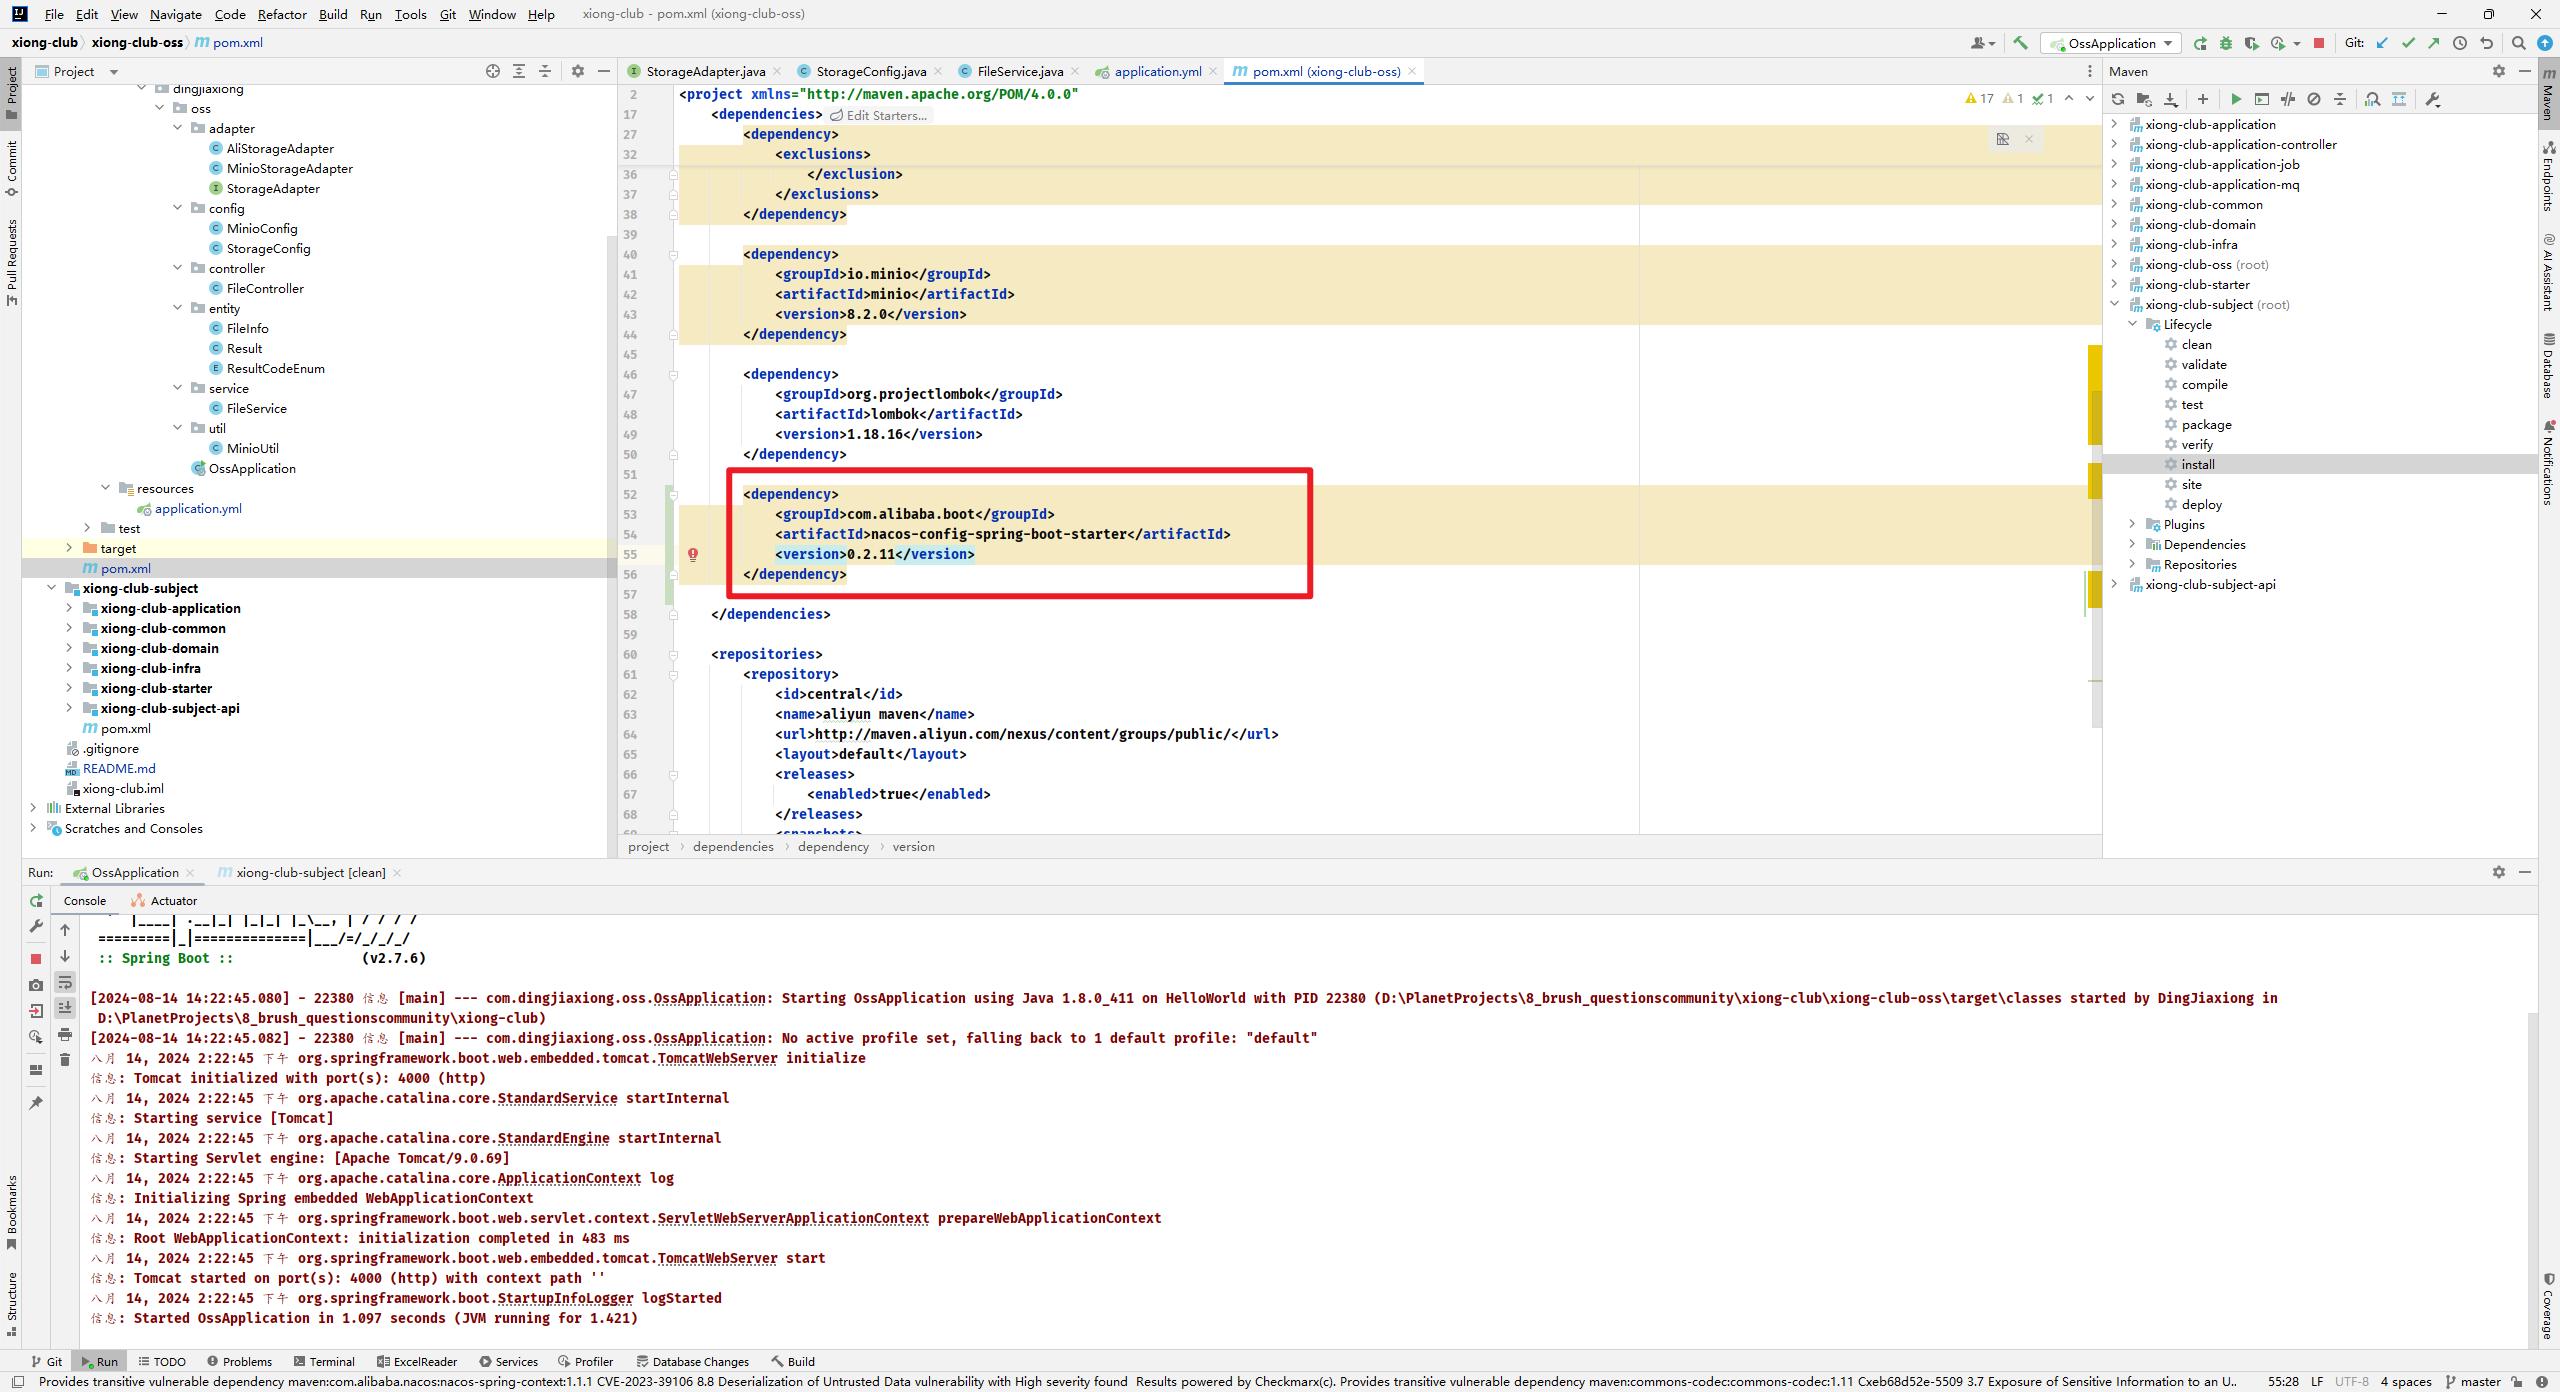 File Edit View Navigate Code Refactor Build Run Tools Git Window Help xiong-club - pom.xml (xiong-club-oss)
xiong-club xiong-club-oss pom.xml
OssApplication
Git:
Project
Project
Commit
Pull Requests
dingjiaxiong
oss
adapter
AliStorageAdapter
MinioStorageAdapter
StorageAdapter
config
MinioConfig
StorageConfig
controller
FileController
entity
FileInfo
Result
ResultCodeEnum
service
FileService
util
MinioUtil
OssApplication
resources
application.yml
test
target
pom.xml
xiong-club-subject
xiong-club-application
xiong-club-common
xiong-club-domain
xiong-club-infra
xiong-club-starter
xiong-club-subject-api
pom.xml
.gitignore
README.md
xiong-club.iml
External Libraries
Scratches and Consoles
StorageAdapter.java StorageConfig.java FileService.java application.yml pom.xml (xiong-club-oss)
17 1 1
2 <project xmlns="http://maven.apache.org/POM/4.0.0"
17 <dependencies> Edit Starters...
27 <dependency>
32 <exclusions>
36 </exclusion>
37 </exclusions>
38 </dependency>
39
40 <dependency>
41 <groupId>io.minio</groupId>
42 <artifactId>minio</artifactId>
43 <version>8.2.0</version>
44 </dependency>
45
46 <dependency>
47 <groupId>org.projectlombok</groupId>
48 <artifactId>lombok</artifactId>
49 <version>1.18.16</version>
50 </dependency>
51
52 <dependency>
53 <groupId>com.alibaba.boot</groupId>
54 <artifactId>nacos-config-spring-boot-starter</artifactId>
55 <version>0.2.11</version>
56 </dependency>
57
58 </dependencies>
59
60 <repositories>
61 <repository>
62 <id>central</id>
63 <name>aliyun maven</name>
64 <url>http://maven.aliyun.com/nexus/content/groups/public/</url>
65 <layout>default</layout>
66 <releases>
67 <enabled>true</enabled>
68 </releases>
69 <snapshots>
project dependencies dependency version
Maven
xiong-club-application
xiong-club-application-controller
xiong-club-application-job
xiong-club-application-mq
xiong-club-common
xiong-club-domain
xiong-club-infra
xiong-club-oss (root)
xiong-club-starter
xiong-club-subject (root)
Lifecycle
clean
validate
compile
test
package
verify
install
site
deploy
Plugins
Dependencies
Repositories
xiong-club-subject-api
Maven
Endpoints
AI Assistant
Database
Notifications
Run: OssApplication xiong-club-subject [clean]
Console Actuator
' |____| .__|_| |_|_| |_\__, | / / / /
=========|_|==============|___/=/_/_/_/
:: Spring Boot :: (v2.7.6)
[2024-08-14 14:22:45.080] - 22380 信息 [main] --- com.dingjiaxiong.oss.OssApplication: Starting OssApplication using Java 1.8.0_411 on HelloWorld with PID 22380 (D:\PlanetProjects\8_brush_questionscommunity\xiong-club\xiong-club-oss\target\classes started by DingJiaxiong in
D:\PlanetProjects\8_brush_questionscommunity\xiong-club)
[2024-08-14 14:22:45.082] - 22380 信息 [main] --- com.dingjiaxiong.oss.OssApplication: No active profile set, falling back to 1 default profile: "default"
八月 14, 2024 2:22:45 下午 org.springframework.boot.web.embedded.tomcat.TomcatWebServer initialize
信息: Tomcat initialized with port(s): 4000 (http)
八月 14, 2024 2:22:45 下午 org.apache.catalina.core.StandardService startInternal
信息: Starting service [Tomcat]
八月 14, 2024 2:22:45 下午 org.apache.catalina.core.StandardEngine startInternal
信息: Starting Servlet engine: [Apache Tomcat/9.0.69]
八月 14, 2024 2:22:45 下午 org.apache.catalina.core.ApplicationContext log
信息: Initializing Spring embedded WebApplicationContext
八月 14, 2024 2:22:45 下午 org.springframework.boot.web.servlet.context.ServletWebServerApplicationContext prepareWebApplicationContext
信息: Root WebApplicationContext: initialization completed in 483 ms
八月 14, 2024 2:22:45 下午 org.springframework.boot.web.embedded.tomcat.TomcatWebServer start
信息: Tomcat started on port(s): 4000 (http) with context path ''
八月 14, 2024 2:22:45 下午 org.springframework.boot.StartupInfoLogger logStarted
信息: Started OssApplication in 1.097 seconds (JVM running for 1.421)
Bookmarks
Structure
Coverage
Git Run TODO Problems Terminal ExcelReader Services Profiler Database Changes Build
Provides transitive vulnerable dependency maven:com.alibaba.nacos:nacos-spring-context:1.1.1 CVE-2023-39106 8.8 Deserialization of Untrusted Data vulnerability with High severity found Results powered by Checkmarx(c). Provides transitive vulnerable dependency maven:commons-codec:commons-codec:1.11 Cxeb68d52e-5509 3.7 Exposure of Sensitive Information to an U.. 55:28 LF UTF-8 4 spaces master